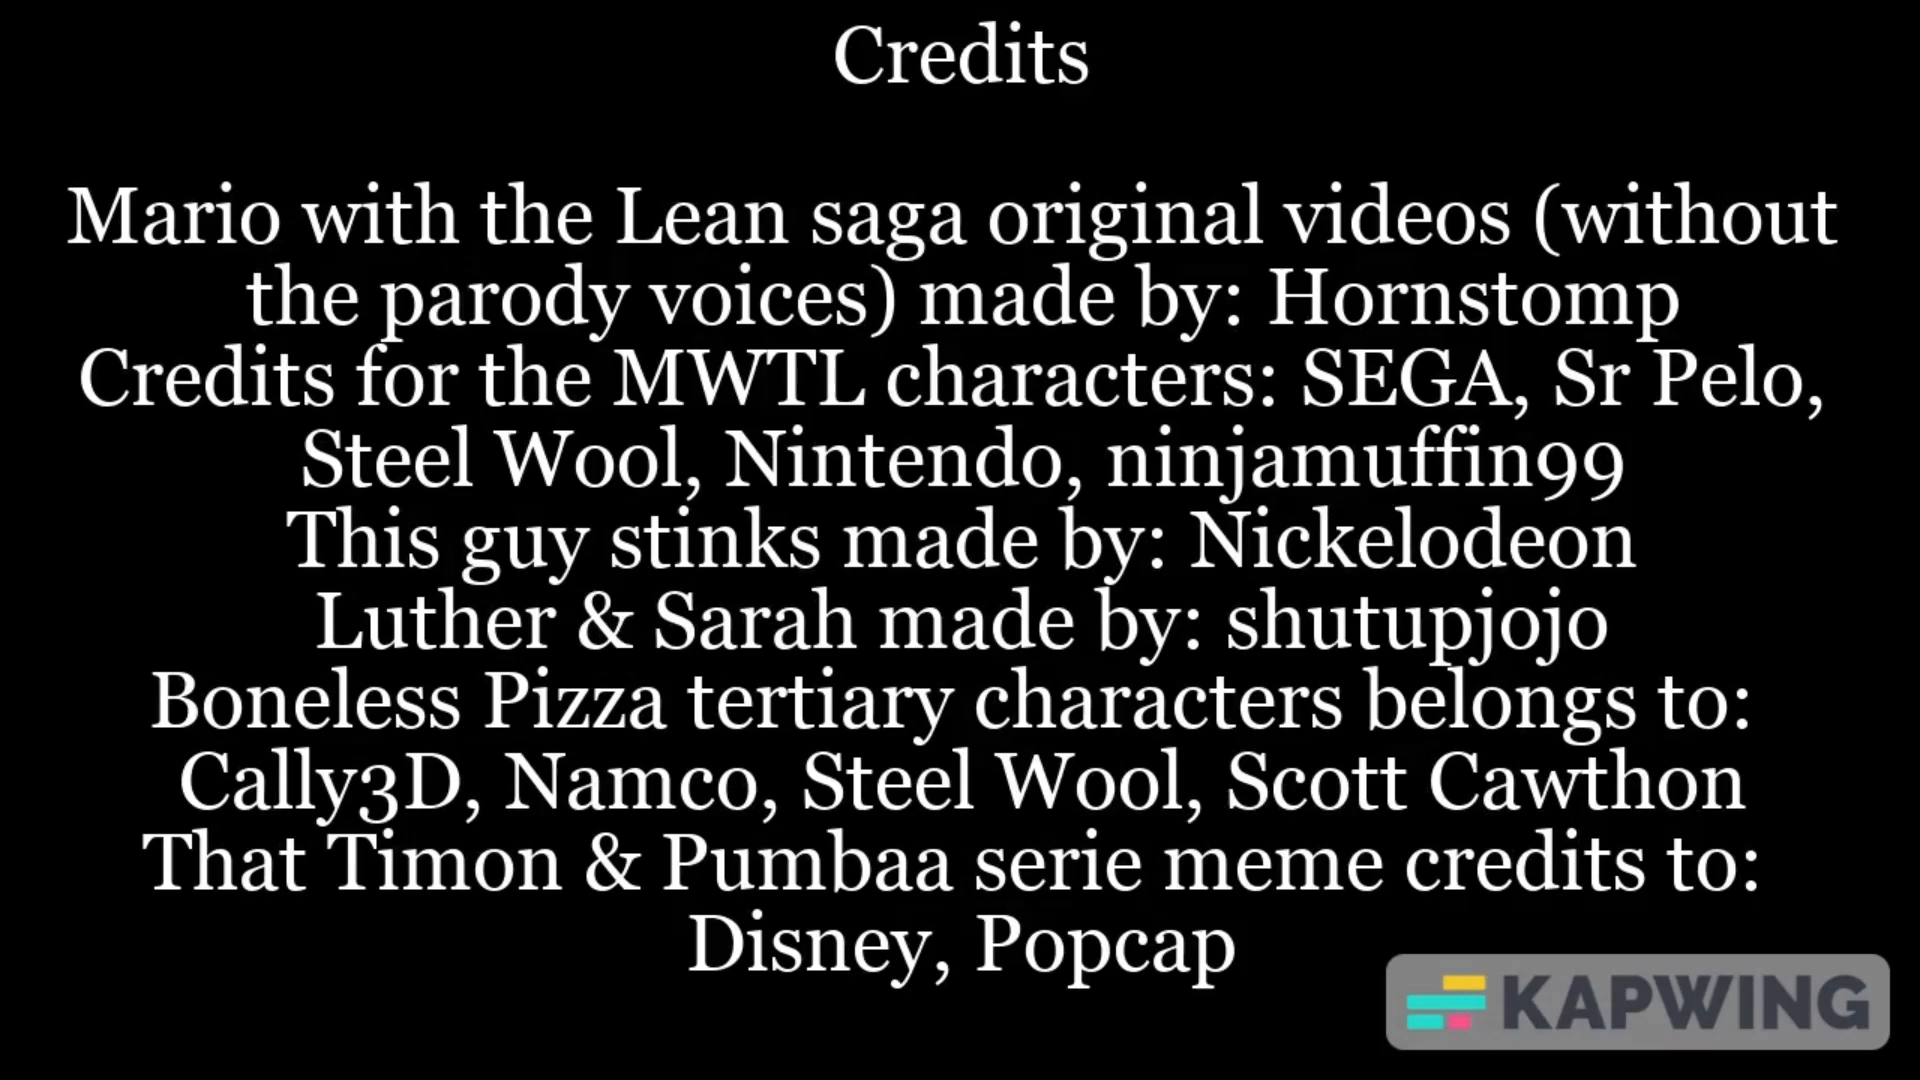 Credits
Mario with the Lean saga original videos (without
the parody voices) made by: Hornstomp
Credits for the MWTL characters: SEGA, Sr Pelo,
Steel Wool, Nintendo, ninjamuffin99
This guy stinks made by: Nickelodeon
Luther & Sarah made by: shutupjojo
Boneless Pizza tertiary characters belongs to:
Cally3D, Namco, Steel Wool, Scott Cawthon
That Timon & Pumbaa serie meme credits to:
Disney, Popcap
KAPWING